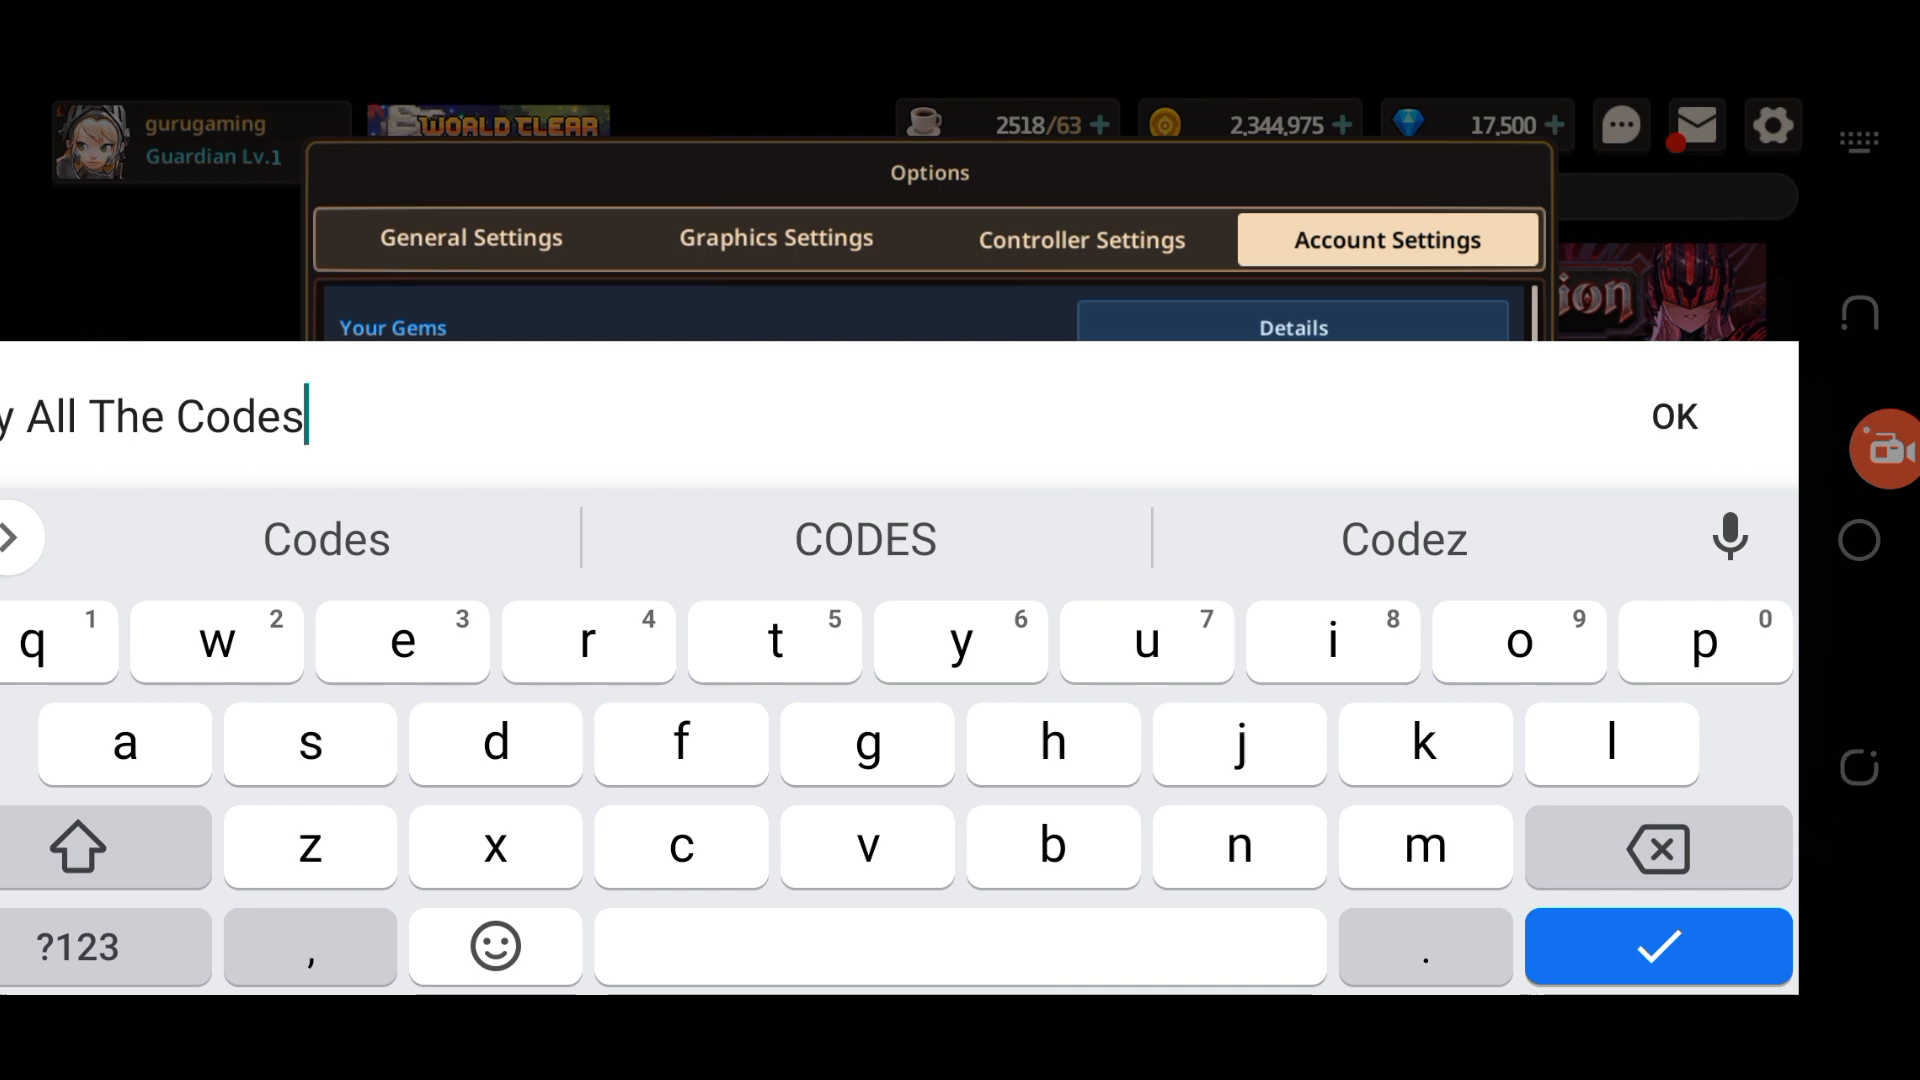 gurugaming
Guardian Lv.1
WORLD CLEAR
2518/63 +
2,344,975 +
17,500 +
Options
General Settings
Graphics Settings
Controller Settings
Account Settings
ion
Your Gems
Details
y All The Codes
OK
Codes
CODES
Codez
q 1 w 2 e 3 r 4 t 5 y 6 u 7 i 8 o 9 p 0
a s d f g h j k l
z x c v b n m
?123 , .